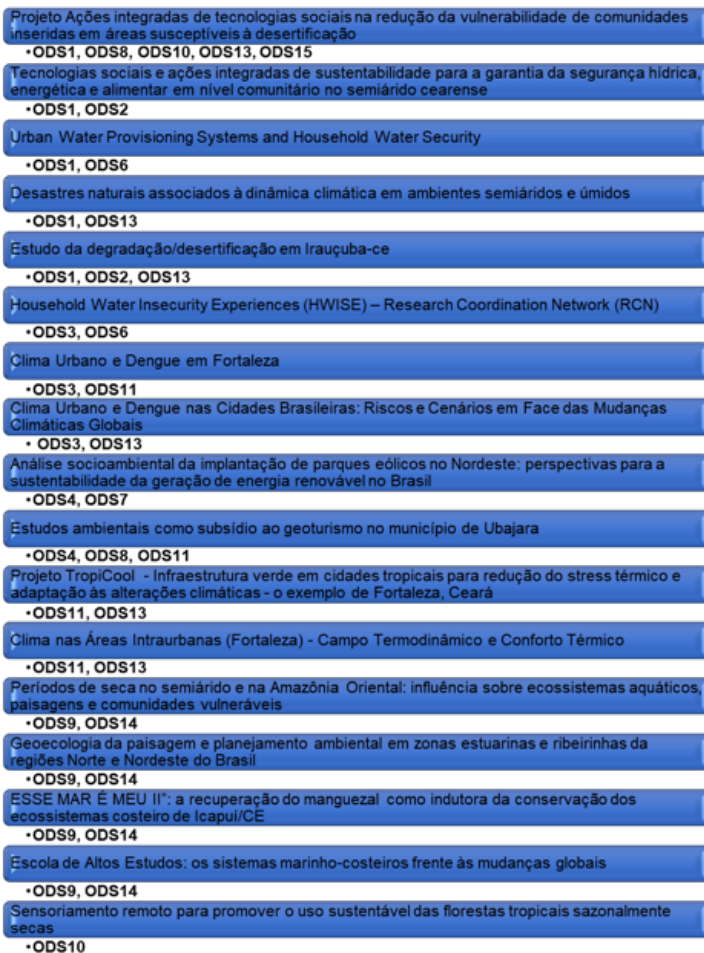 Projeto Ações integradas de tecnologias sociais na redução da vulnerabilidade de comunidades
inseridas em áreas susceptíveis à desertificação
•ODS1, ODS8, ODS10, ODS13, ODS15
Tecnologias sociais e ações integradas de sustentabilidade para a garantia da segurança hídrica,
energética e alimentar em nível comunitário no semiárido cearense
•ODS1, ODS2
Urban Water Provisioning Systems and Household Water Security
•ODS1, ODS6
Desastres naturais associados à dinâmica climática em ambientes semiáridos e úmidos
•ODS1, ODS13
Estudo da degradação/desertificação em Irauçuba-ce
•ODS1, ODS2, ODS13
Household Water Insecurity Experiences (HWISE) – Research Coordination Network (RCN)
•ODS3, ODS6
Clima Urbano e Dengue em Fortaleza
•ODS3, ODS11
Clima Urbano e Dengue nas Cidades Brasileiras: Riscos e Cenários em Face das Mudanças
Climáticas Globais
• ODS3, ODS13
Análise socioambiental da implantação de parques eólicos no Nordeste: perspectivas para a
sustentabilidade da geração de energia renovável no Brasil
•ODS4, ODS7
Estudos ambientais como subsídio ao geoturismo no município de Ubajara
•ODS4, ODS8, ODS11
Projeto TropiCool - Infraestrutura verde em cidades tropicais para redução do stress térmico e
adaptação às alterações climáticas - o exemplo de Fortaleza, Ceará
•ODS11, ODS13
Clima nas Áreas Intraurbanas (Fortaleza) - Campo Termodinâmico e Conforto Térmico
•ODS11, ODS13
Períodos de seca no semiárido e na Amazônia Oriental: influência sobre ecossistemas aquáticos,
paisagens e comunidades vulneráveis
•ODS9, ODS14
Geoecologia da paisagem e planejamento ambiental em zonas estuarinas e ribeirinhas da
regiões Norte e Nordeste do Brasil
•ODS9, ODS14
ESSE MAR É MEU II": a recuperação do manguezal como indutora da conservação dos
ecossistemas costeiro de Icapuí/CE
•ODS9, ODS14
Escola de Altos Estudos: os sistemas marinho-costeiros frente às mudanças globais
•ODS9, ODS14
Sensoriamento remoto para promover o uso sustentável das florestas tropicais sazonalmente
secas
•ODS10